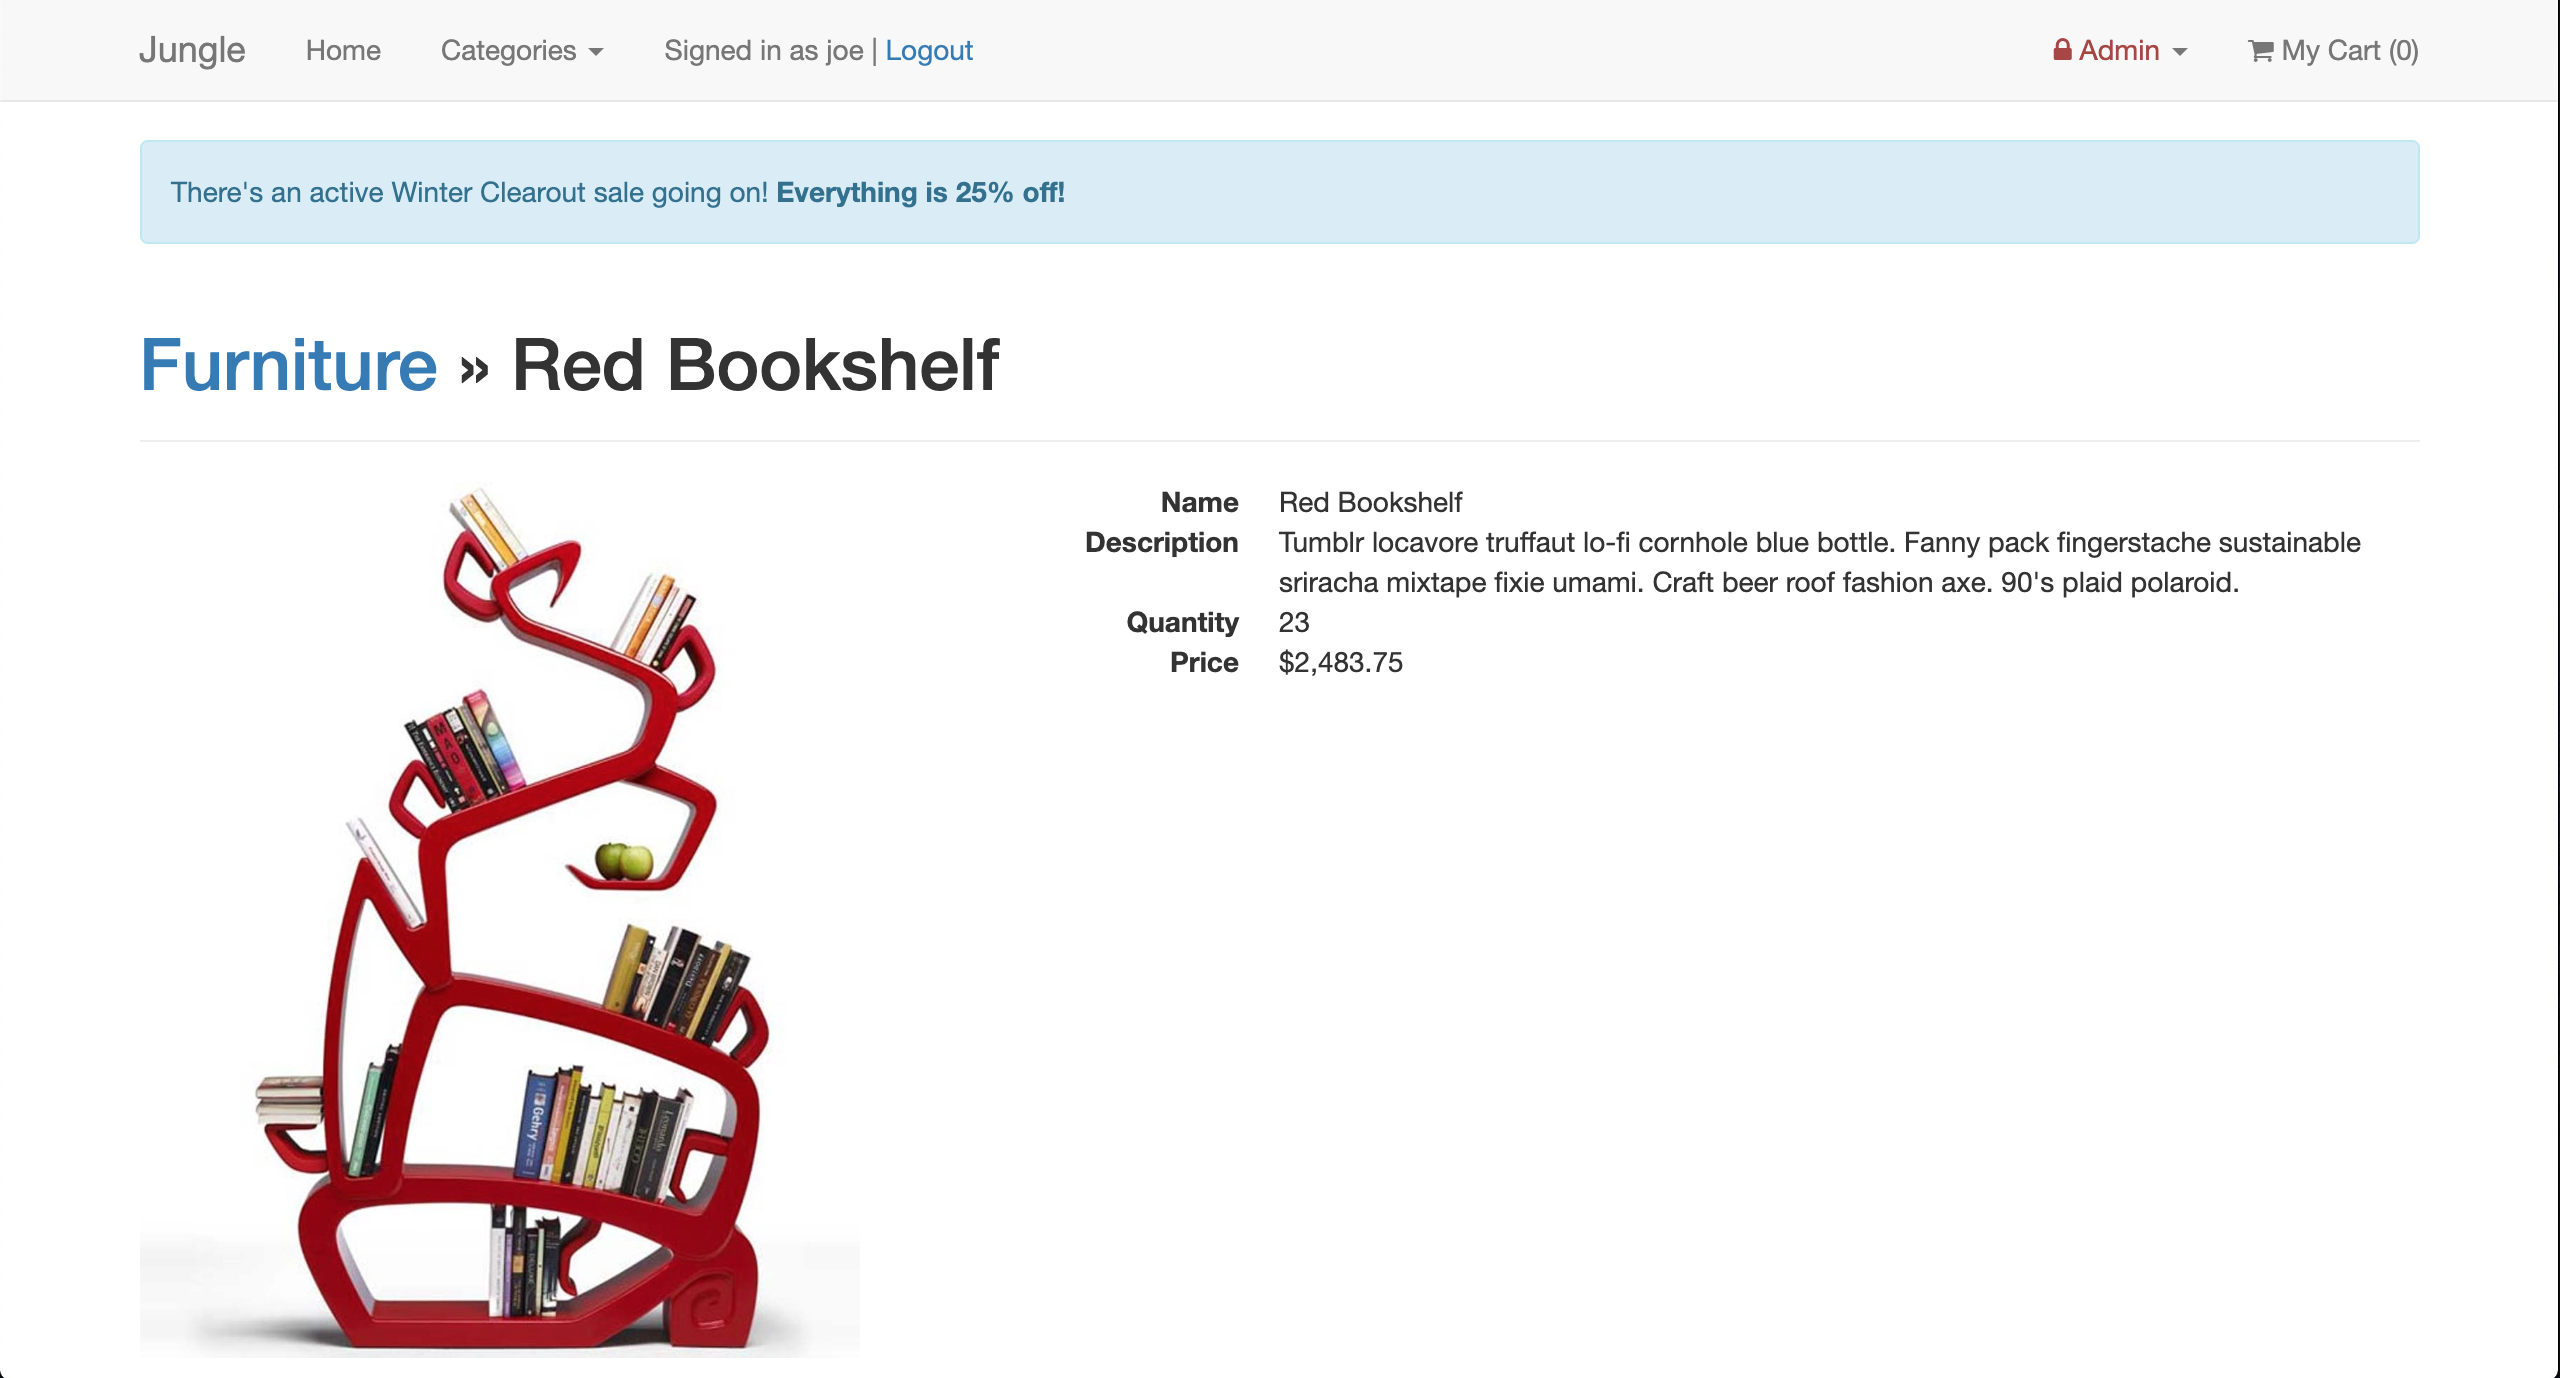 Jungle Home Categories Signed in as joe | Logout Admin My Cart (0)
There's an active Winter Clearout sale going on! Everything is 25% off!
Furniture » Red Bookshelf
Name Red Bookshelf
Description Tumblr locavore truffaut lo-fi cornhole blue bottle. Fanny pack fingerstache sustainable
sriracha mixtape fixie umami. Craft beer roof fashion axe. 90's plaid polaroid.
Quantity 23
Price $2,483.75
MAD
Gehry